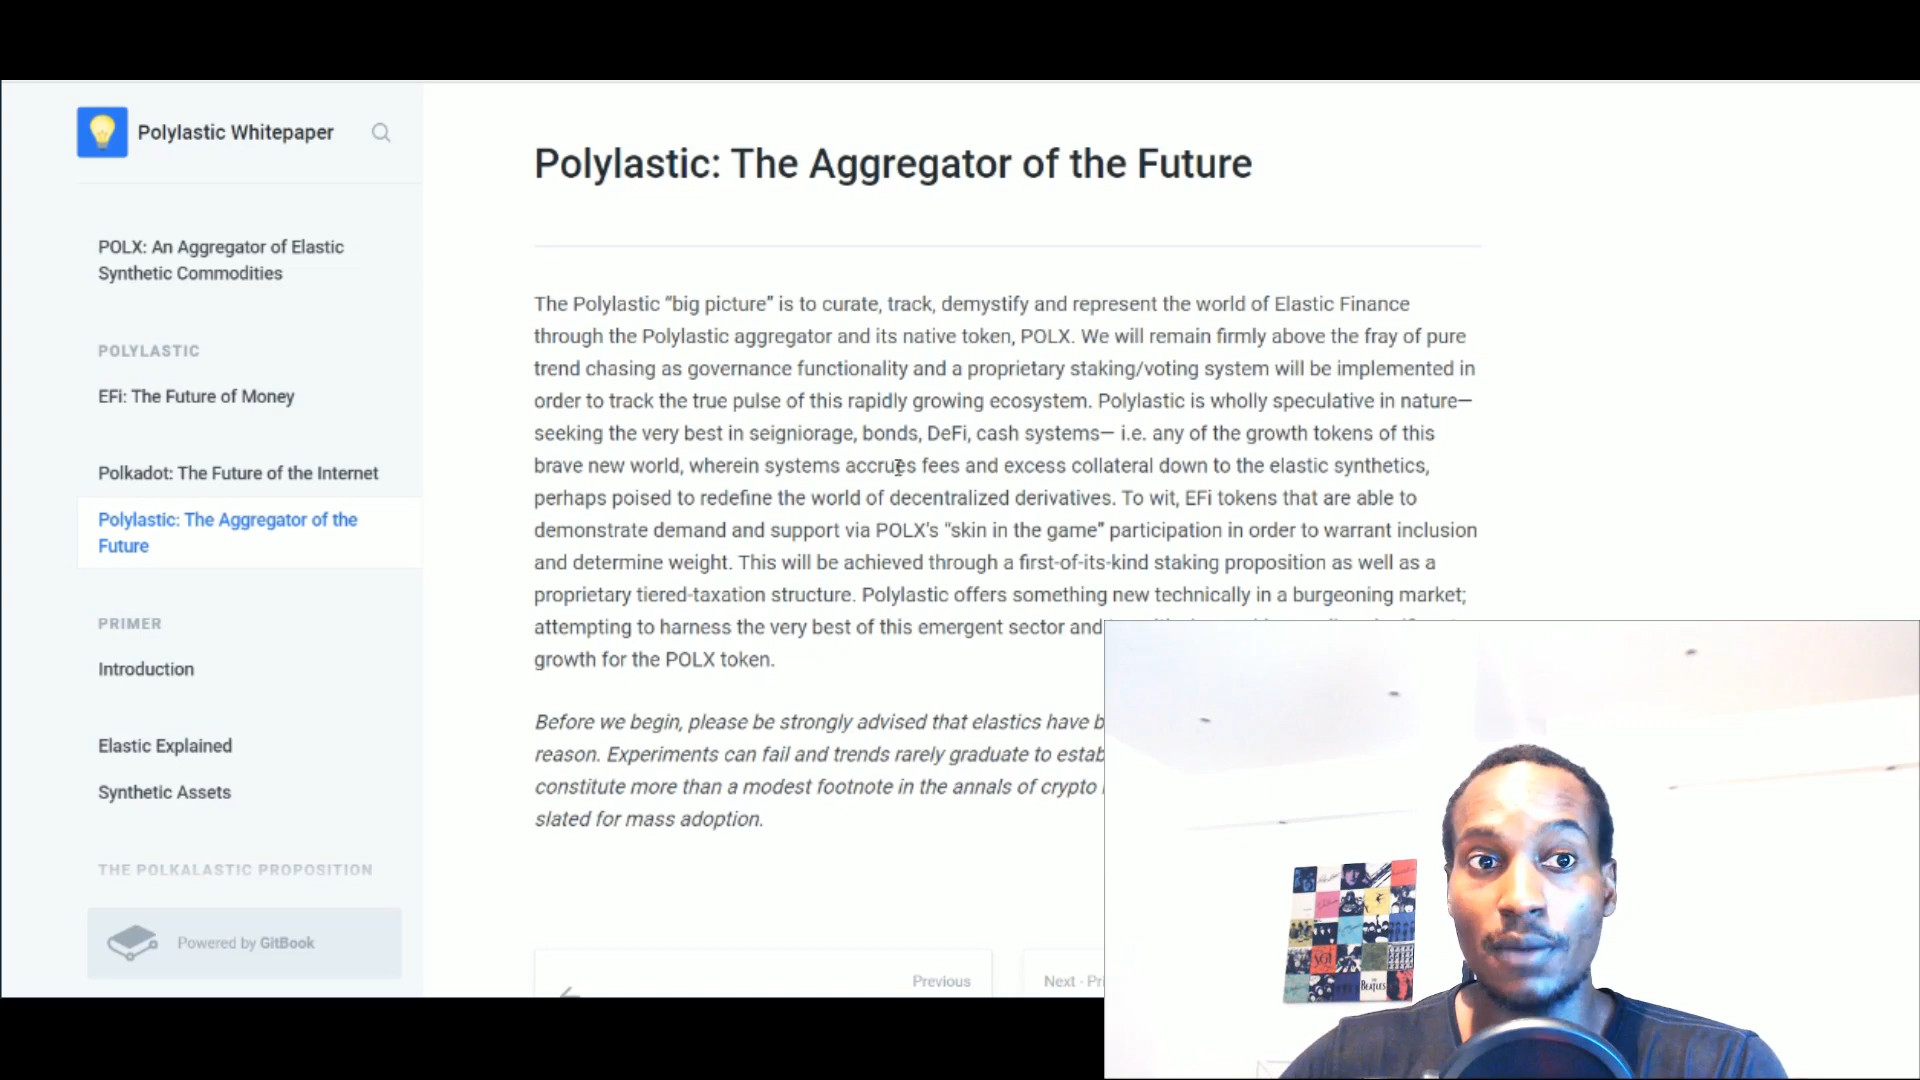 Polylastic Whitepaper
POLX: An Aggregator of Elastic
Synthetic Commodities
POLYLASTIC
EFi: The Future of Money
Polkadot: The Future of the Internet
Polylastic: The Aggregator of the
Future
PRIMER
Introduction
Elastic Explained
Synthetic Assets
THE POLKALASTIC PROPOSITION
Powered by GitBook
Polylastic: The Aggregator of the Future
The Polylastic “big picture” is to curate, track, demystify and represent the world of Elastic Finance
through the Polylastic aggregator and its native token, POLX. We will remain firmly above the fray of pure
trend chasing as governance functionality and a proprietary staking/voting system will be implemented in
order to track the true pulse of this rapidly growing ecosystem. Polylastic is wholly speculative in nature—
seeking the very best in seigniorage, bonds, DeFi, cash systems— i.e. any of the growth tokens of this
brave new world, wherein systems accrues fees and excess collateral down to the elastic synthetics,
perhaps poised to redefine the world of decentralized derivatives. To wit, EFi tokens that are able to
demonstrate demand and support via POLX's “skin in the game” participation in order to warrant inclusion
and determine weight. This will be achieved through a first-of-its-kind staking proposition as well as a
proprietary tiered-taxation structure. Polylastic offers something new technically in a burgeoning market;
attempting to harness the very best of this emergent sector and
growth for the POLX token.
Before we begin, please be strongly advised that elastics have b
reason. Experiments can fail and trends rarely graduate to estab
constitute more than a modest footnote in the annals of crypto
slated for mass adoption.
Previous
Next · Pri
BEATLES